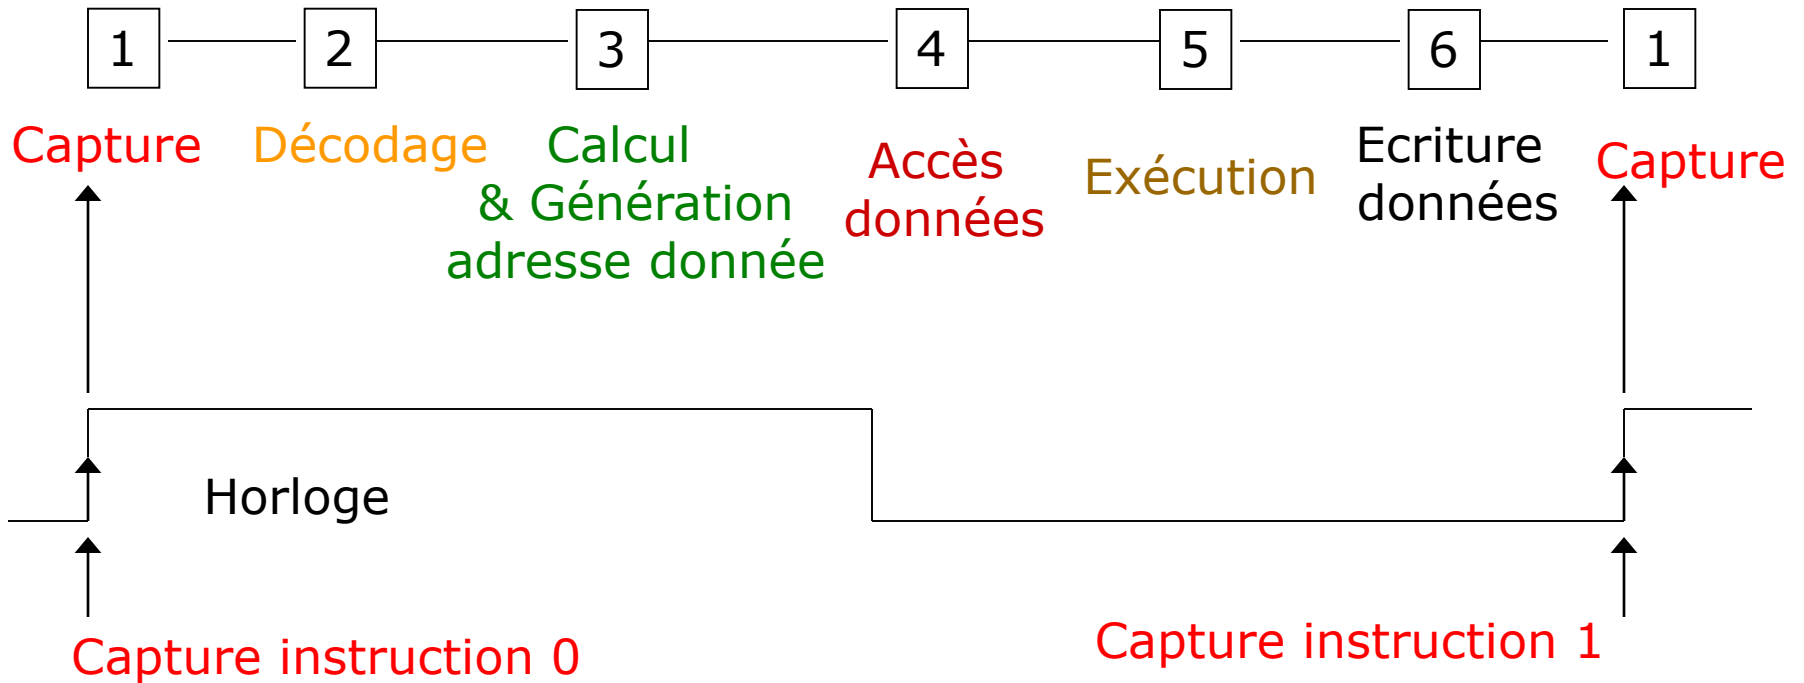 1 2 3 4 5 6 1
Capture
Décodage
Calcul
& Génération
adresse donnée
Accès
données
Exécution
Ecriture
données
Capture
Horloge
Capture instruction 0
Capture instruction 1